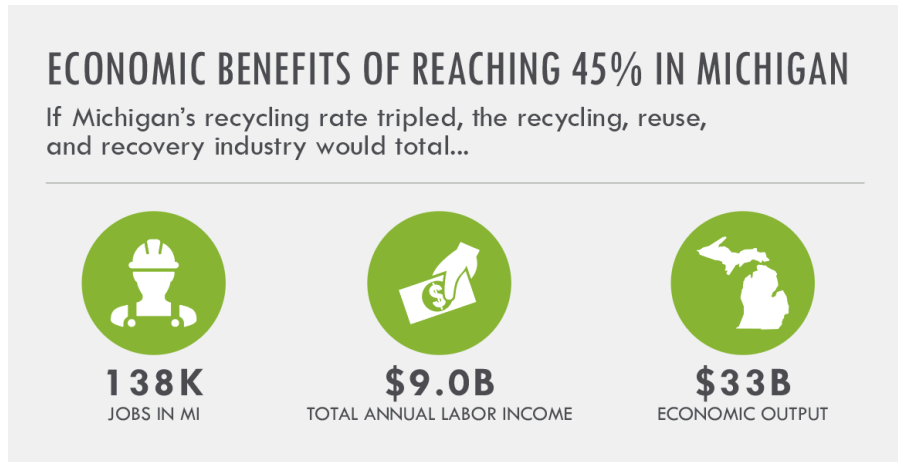 ECONOMIC BENEFITS OF REACHING 45% IN MICHIGAN
If Michigan's recycling rate tripled, the recycling, reuse,
and recovery industry would total...
$
138K
JOBS IN MI
$9.0B
TOTAL ANNUAL LABOR INCOME
$33B
ECONOMIC OUTPUT